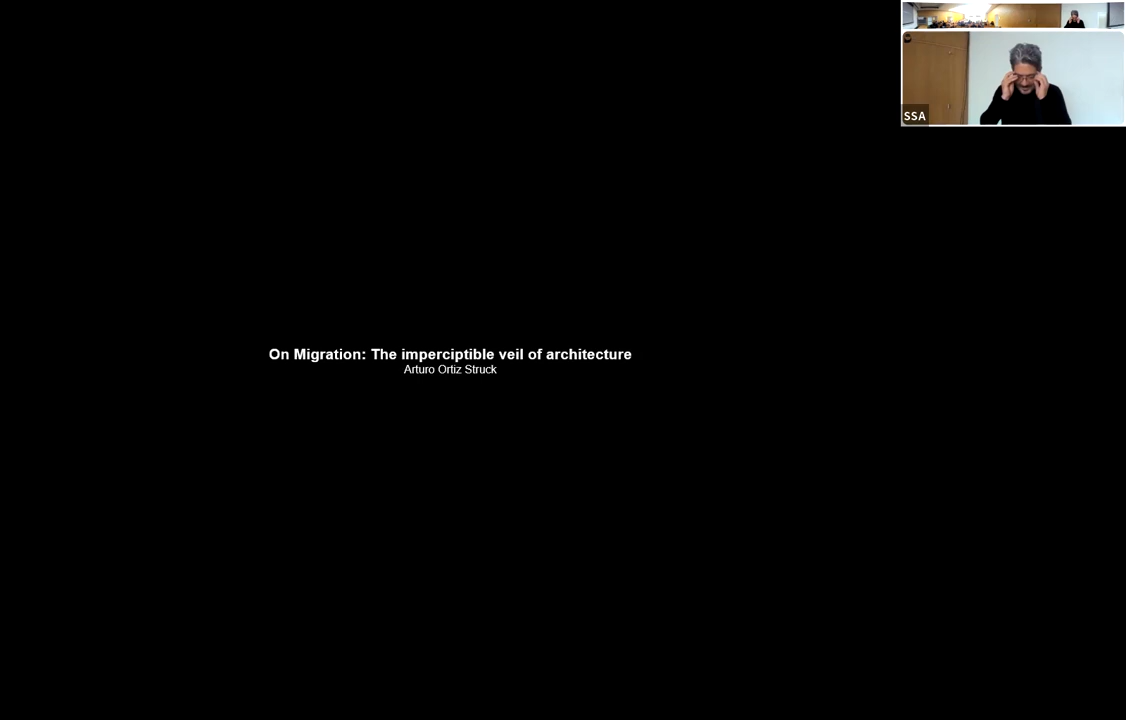 SSA
On Migration: The imperciptible veil of architecture
Arturo Ortiz Struck